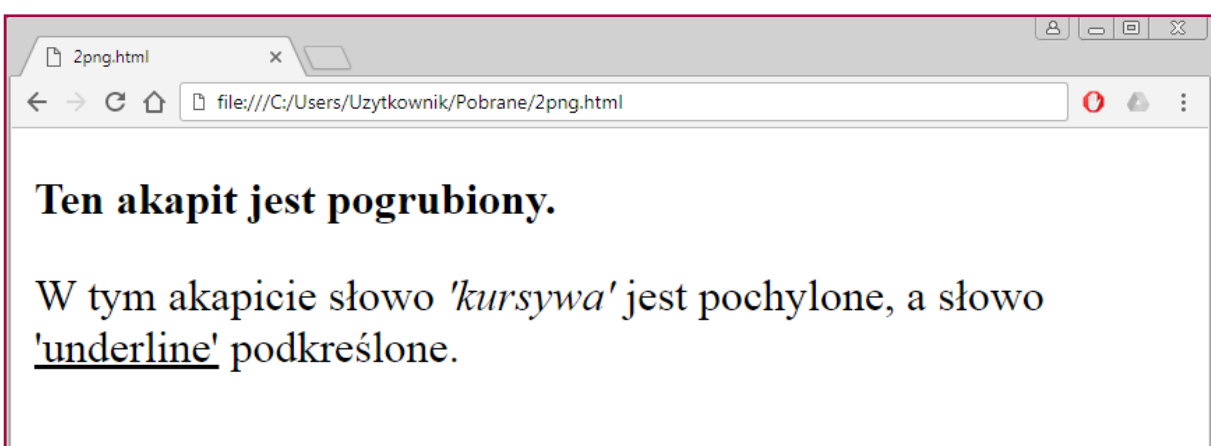 2png.html
file:///C:/Users/Uzytkownik/Pobrane/2png.html
Ten akapit jest pogrubiony.
W tym akapicie słowo 'kursywa' jest pochylone, a słowo
'underline' podkreślone.